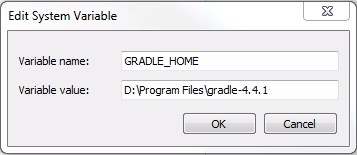 Edit System Variable
Variable name: GRADLE_HOME
Variable value: D:\Program Files\gradle-4.4.1
OK Cancel